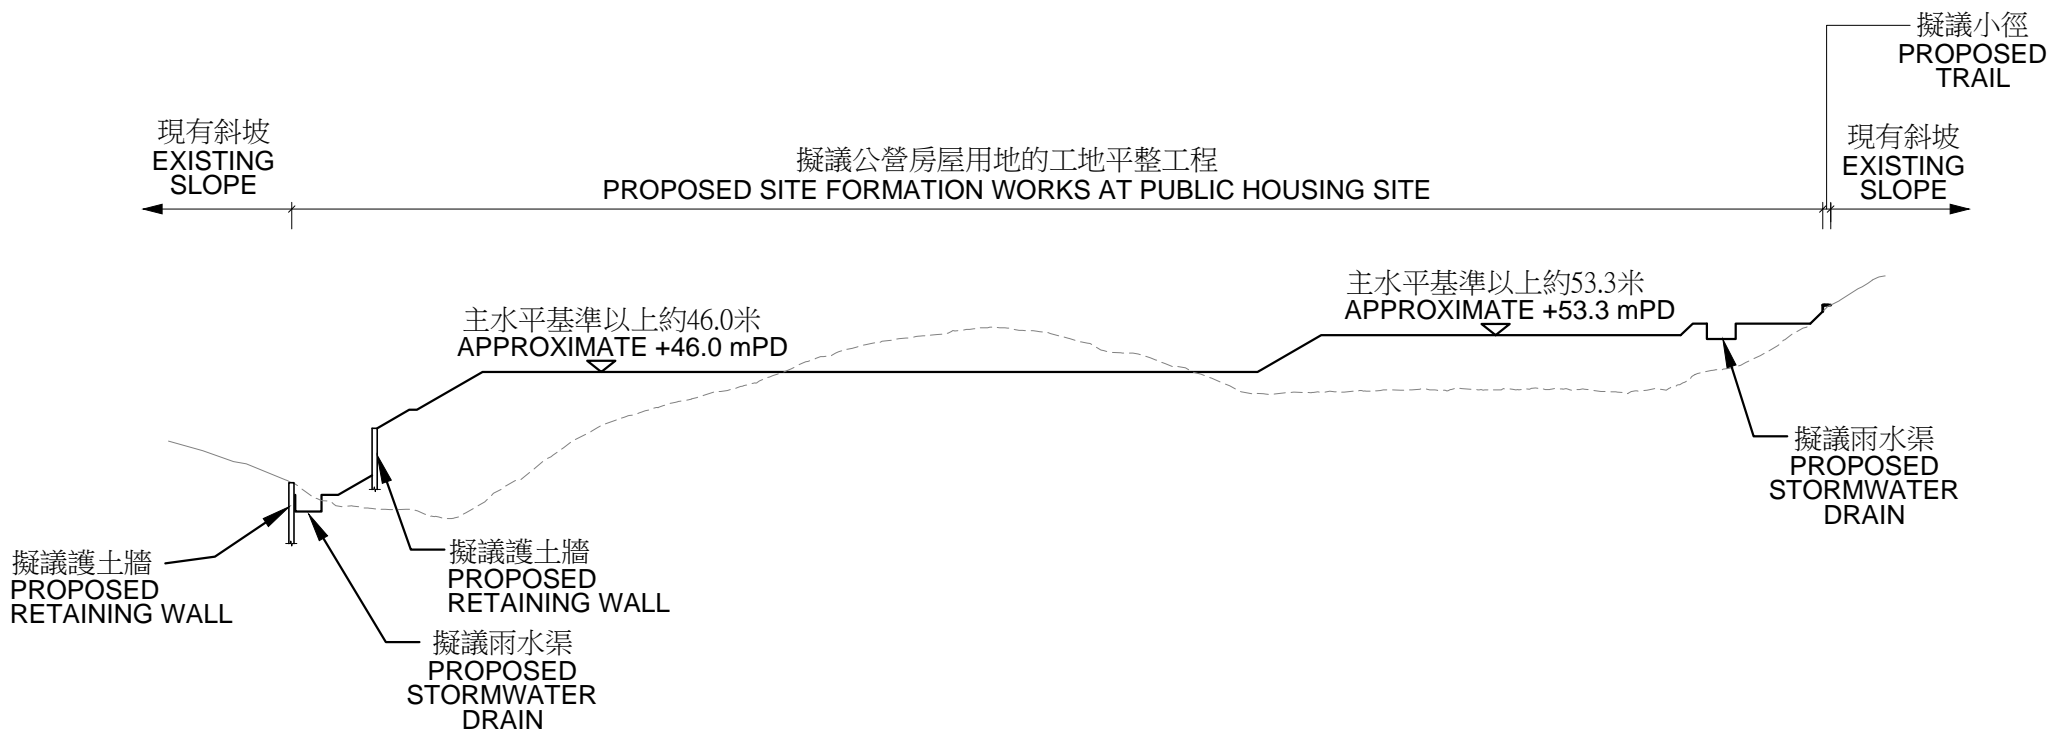 擬議小徑
PROPOSED
TRAIL
現有斜坡
EXISTING
SLOPE
擬議公營房屋用地的工地平整工程
PROPOSED SITE FORMATION WORKS AT PUBLIC HOUSING SITE
現有斜坡
EXISTING
SLOPE
主水平基準以上約46.0米
APPROXIMATE +46.0 mPD
主水平基準以上約53.3米
APPROXIMATE +53.3 mPD
擬議護土牆
PROPOSED
RETAINING WALL
擬議雨水渠
PROPOSED
STORMWATER
DRAIN
擬議護土牆
PROPOSED
RETAINING WALL
擬議雨水渠
PROPOSED
STORMWATER
DRAIN